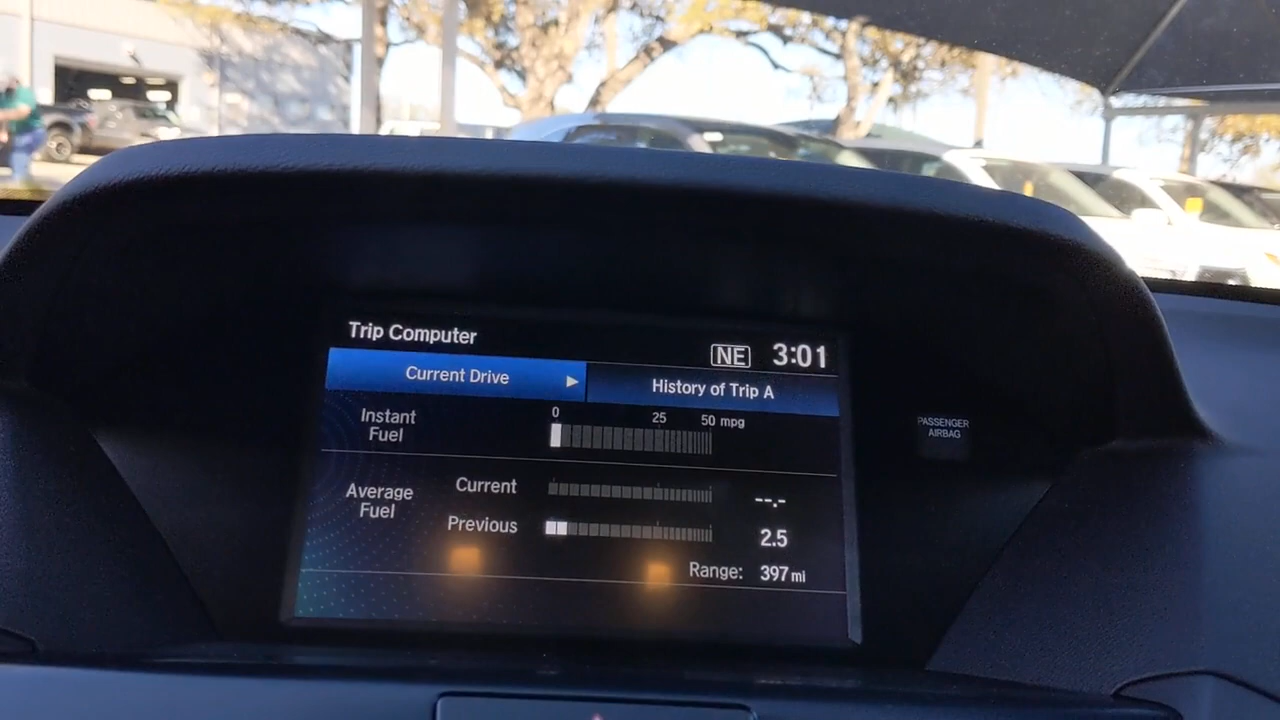 Trip Computer
NE 3:01
Current Drive
History of Trip A
Instant
Fuel
0 25 50 mpg
Average
Fuel
Current --.-
Previous 2.5
Range: 397 mi
PASSENGER
AIRBAG